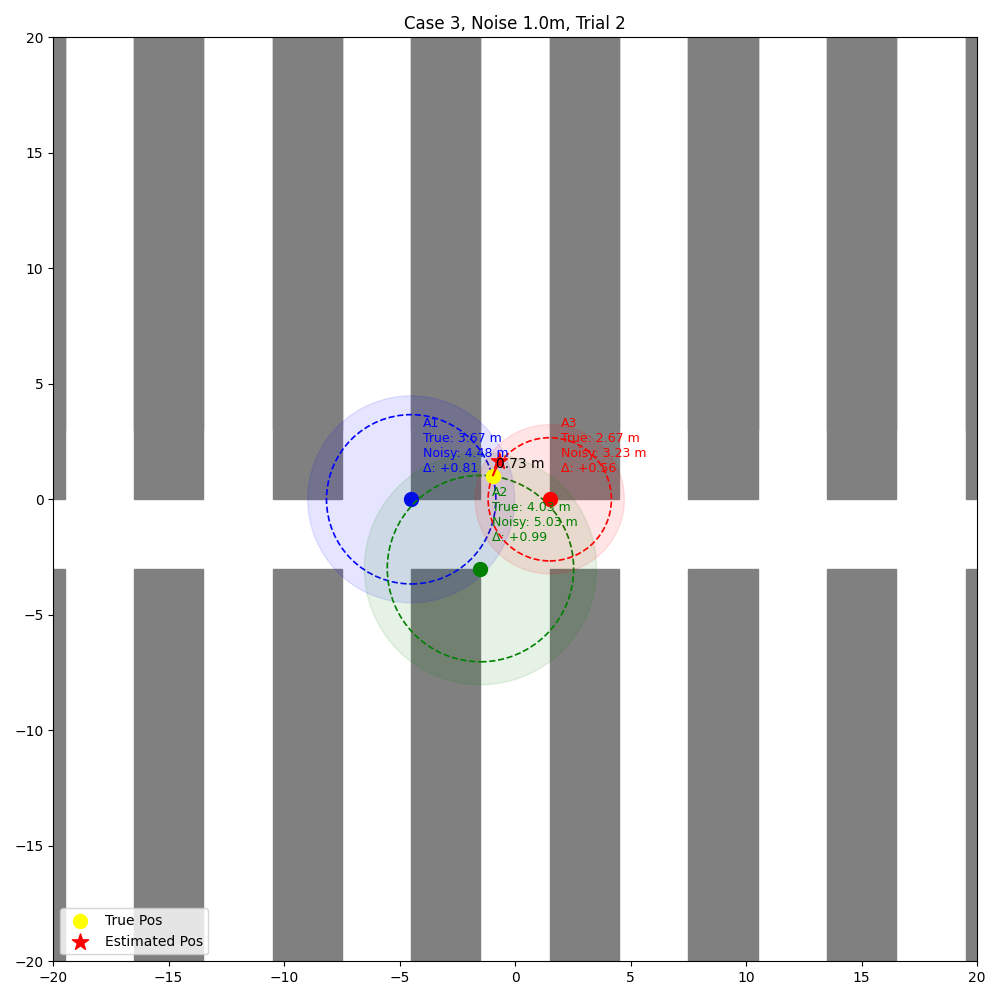 Case 3, Noise 1.0m, Trial 2
20
15
10
5
0
−5
−10
−15
−20
A1
True: 3.67 m
Noisy: 4.48 m
Δ: +0.81
A3
True: 2.67 m
Noisy: 3.23 m
Δ: +0.56
0.73 m
A2
True: 4.03 m
Noisy: 5.03 m
Δ: +0.99
True Pos
Estimated Pos
−20
−15
−10
−5
0
5
10
15
20